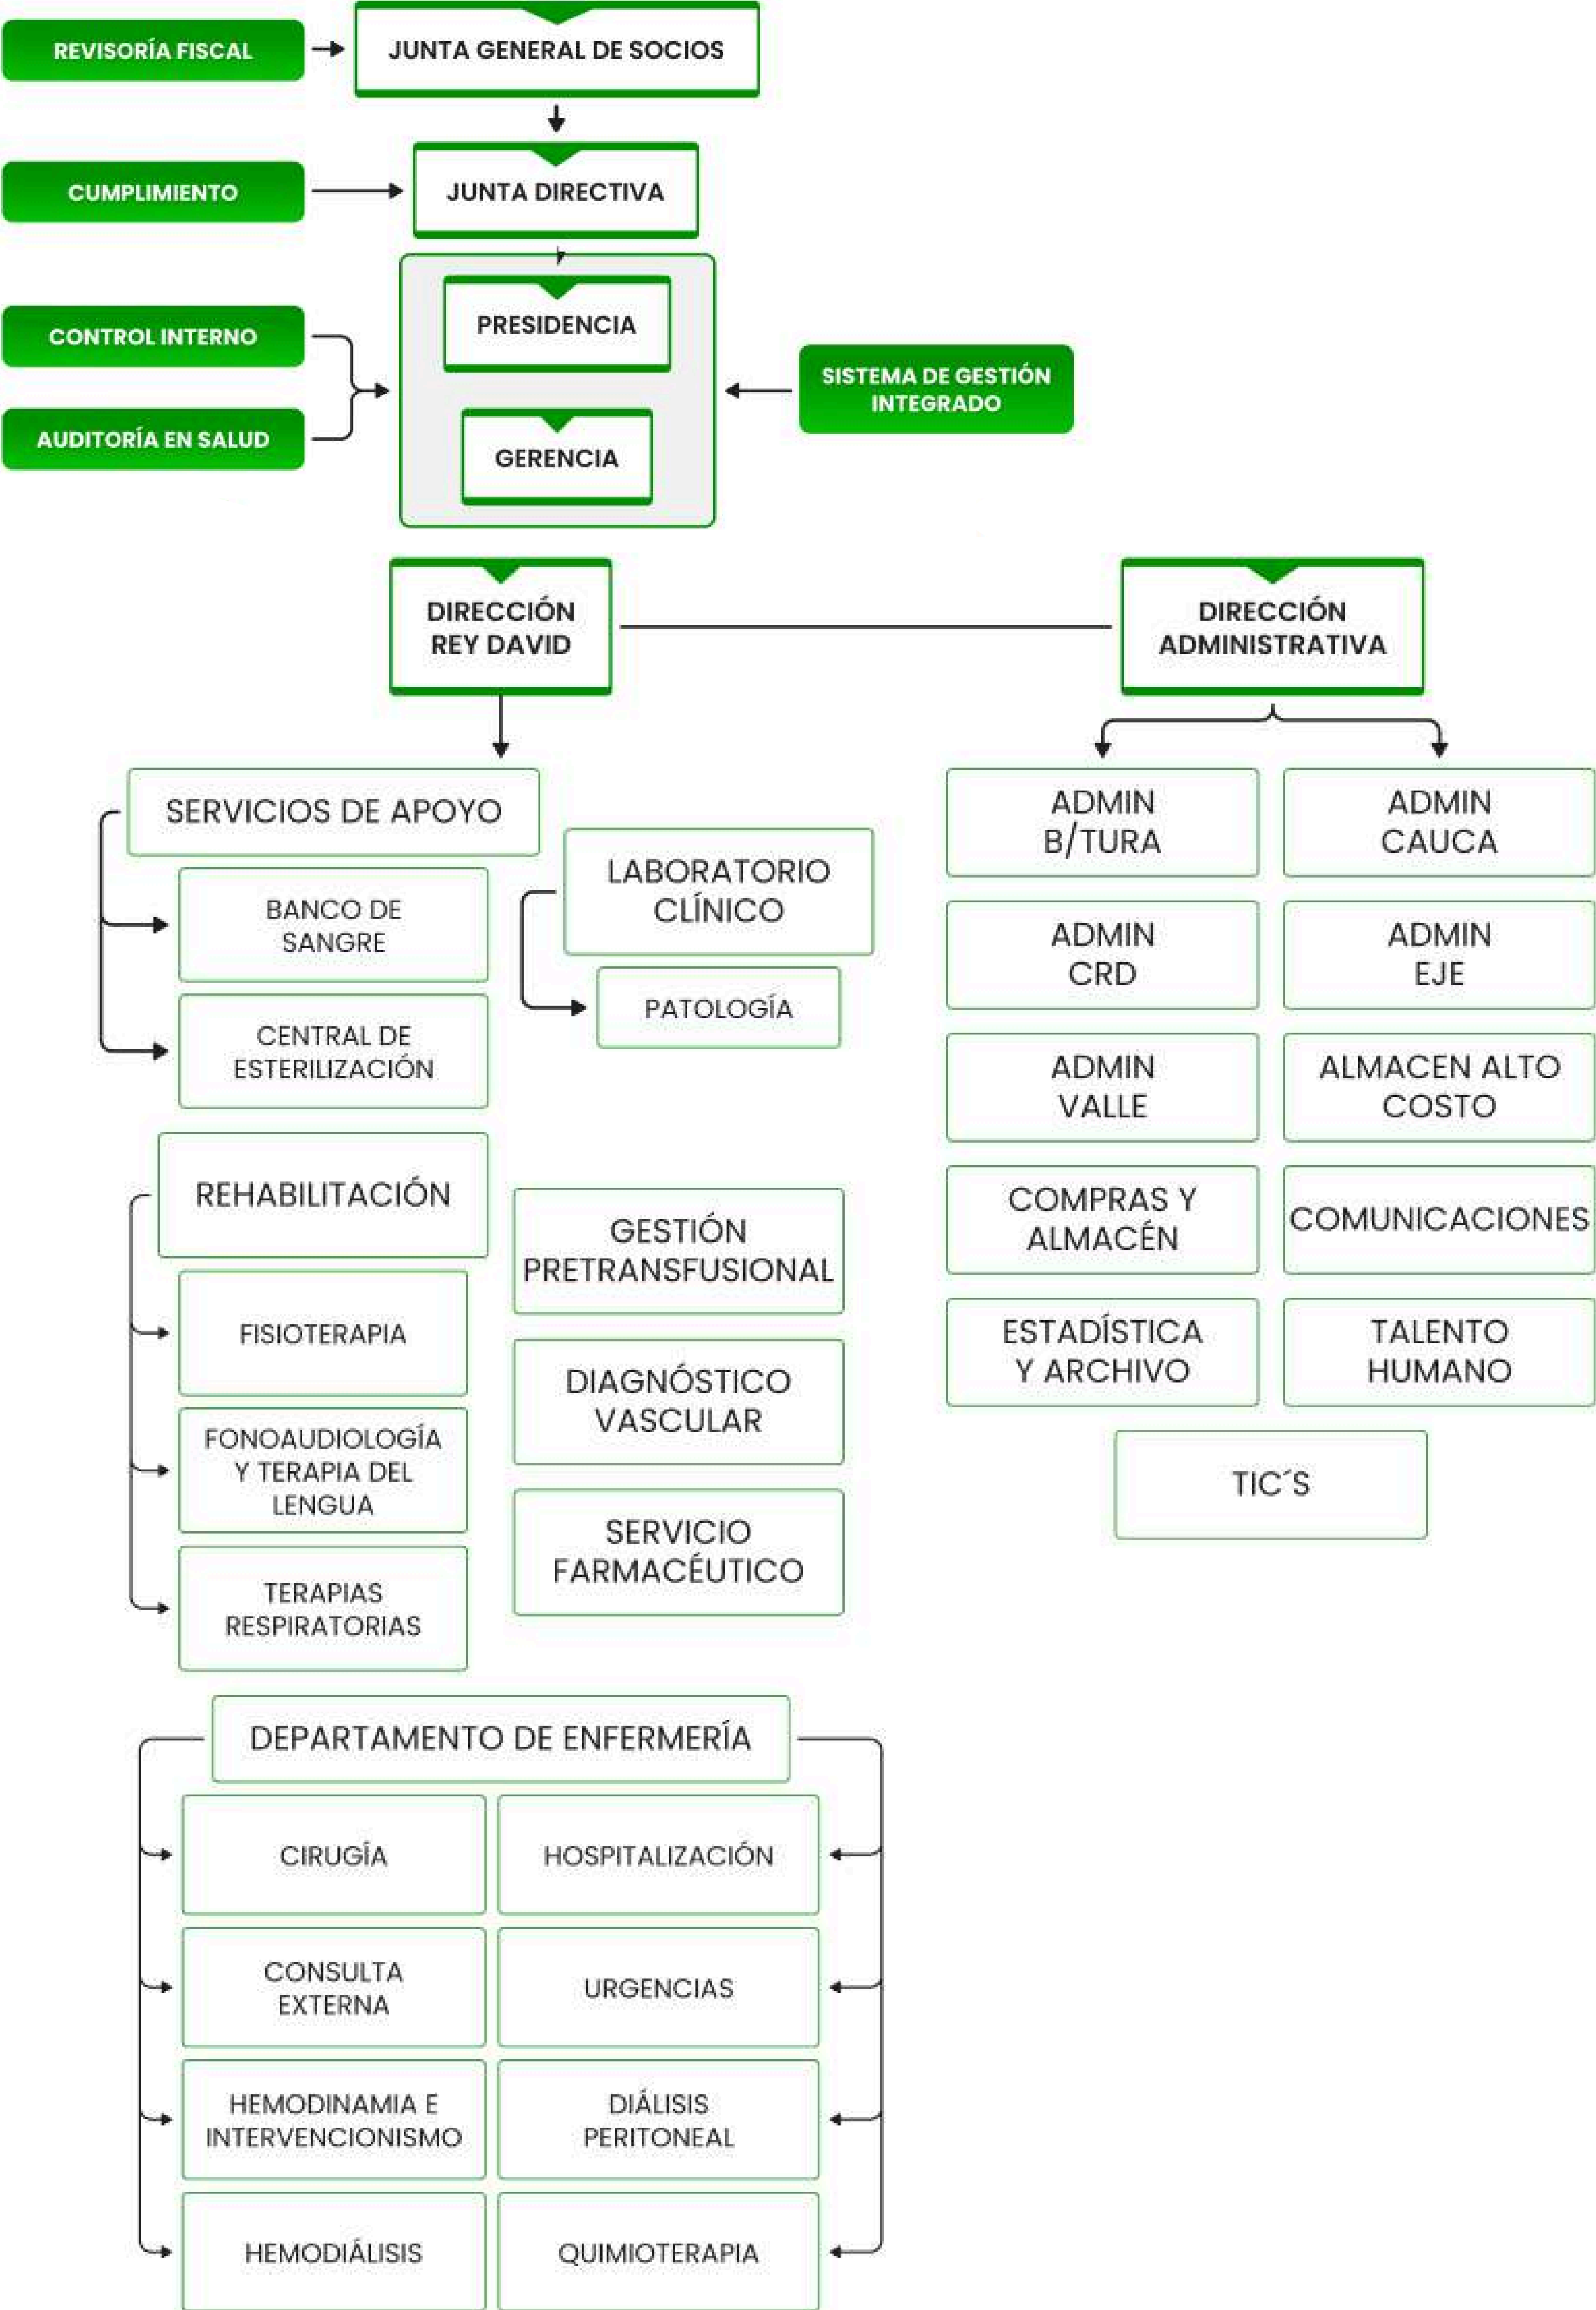 REVISORÍA FISCAL
JUNTA GENERAL DE SOCIOS
CUMPLIMIENTO
JUNTA DIRECTIVA
CONTROL INTERNO
PRESIDENCIA
SISTEMA DE GESTIÓN
INTEGRADO
AUDITORÍA EN SALUD
GERENCIA
DIRECCIÓN
REY DAVID
DIRECCIÓN
ADMINISTRATIVA
SERVICIOS DE APOYO
BANCO DE
SANGRE
CENTRAL DE
ESTERILIZACIÓN
LABORATORIO
CLÍNICO
PATOLOGÍA
REHABILITACIÓN
FISIOTERAPIA
FONOAUDIOLOGÍA
Y TERAPIA DEL
LENGUA
TERAPIAS
RESPIRATORIAS
GESTIÓN
PRETRANSFUSIONAL
DIAGNÓSTICO
VASCULAR
SERVICIO
FARMACÉUTICO
DEPARTAMENTO DE ENFERMERÍA
CIRUGÍA
HOSPITALIZACIÓN
CONSULTA
EXTERNA
URGENCIAS
HEMODINAMIA E
INTERVENCIONISMO
DIÁLISIS
PERITONEAL
HEMODIÁLISIS
QUIMIOTERAPIA
ADMIN
B/TURA
ADMIN
CAUCA
ADMIN
CRD
ADMIN
EJE
ADMIN
VALLE
ALMACEN ALTO
COSTO
COMPRAS Y
ALMACÉN
COMUNICACIONES
ESTADÍSTICA
Y ARCHIVO
TALENTO
HUMANO
TIC´S